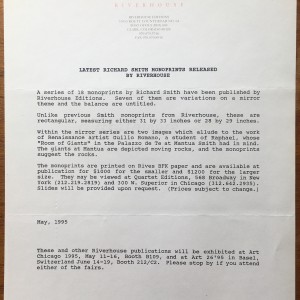 RIVERHOUSE
RIVERHOUSE EDITIONS
LATEST RICHARD SMITH MONOPRINTS RELEASED
BY RIVERHOUSE
A series of 16 monoprints by Richard Smith have been published by
Riverhouse Editions. Seven of them are variations on a mirror
theme and the balance are untitled.
Unlike previous Smith monoprints from Riverhouse, these are
rectangular, measuring either 31 by 33 inches or 28 by 29 inches.
Within the mirror series are two images which allude to the work
of Renaissance artist Guilio Romano, a student of Raphael, whose
"Room of Giants" in the Palazzo de Te at Mantua Smith had in mind.
The giants at Mantua are depicted moving rocks, and the monoprints
suggest the rocks.
The monoprints are printed on Rives BFK paper and are available at
publication for $1000 for the smaller and $1200 for the larger
size. They may be viewed at Quartet Editions, 568 Broadway in New
York (212.219.2819) and 300 W. Superior in Chicago (312.642.2935).
Slides will be provided upon request. (Prices subject to change.)
May, 1995
These and other Riverhouse publications will be exhibited at Art
Chicago 1995, May 11-16, Booth B109, and at Art 26'95 in Basel,
Switzerland June 14-19, Booth 212/C2. Please stop by if you attend
either of the fairs.